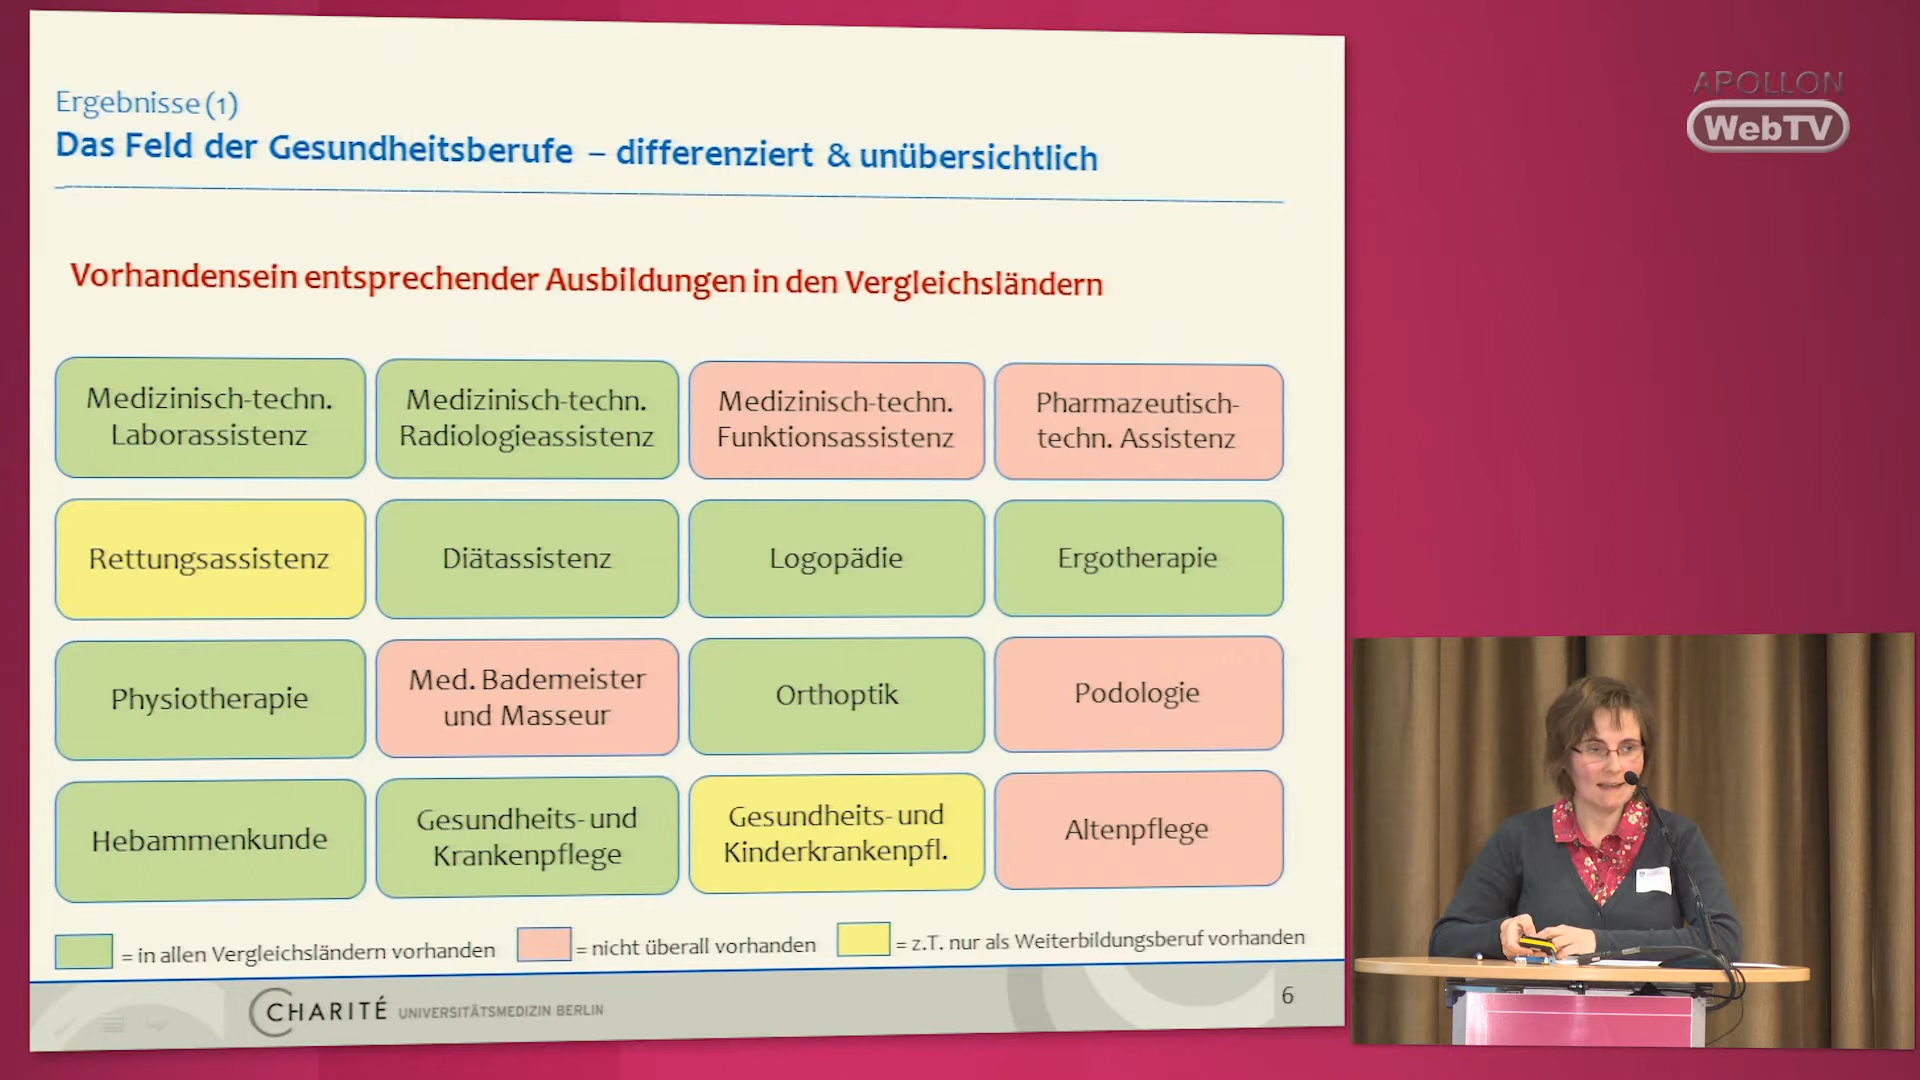 Ergebnisse (1)
Das Feld der Gesundheitsberufe – differenziert & unübersichtlich
Vorhandensein entsprechender Ausbildungen in den Vergleichsländern
Medizinisch-techn.
Laborassistenz
Medizinisch-techn.
Radiologieassistenz
Medizinisch-techn.
Funktionsassistenz
Pharmazeutisch-
techn. Assistenz
Rettungsassistenz
Diätassistenz
Logopädie
Ergotherapie
Physiotherapie
Med. Bademeister
und Masseur
Orthoptik
Podologie
Hebammenkunde
Gesundheits- und
Krankenpflege
Gesundheits- und
Kinderkrankenpfl.
Altenpflege
= in allen Vergleichsländern vorhanden
= nicht überall vorhanden
= z.T. nur als Weiterbildungsberuf vorhanden
CHARITÉ UNIVERSITÄTSMEDIZIN BERLIN
6
APOLLON
WebTV